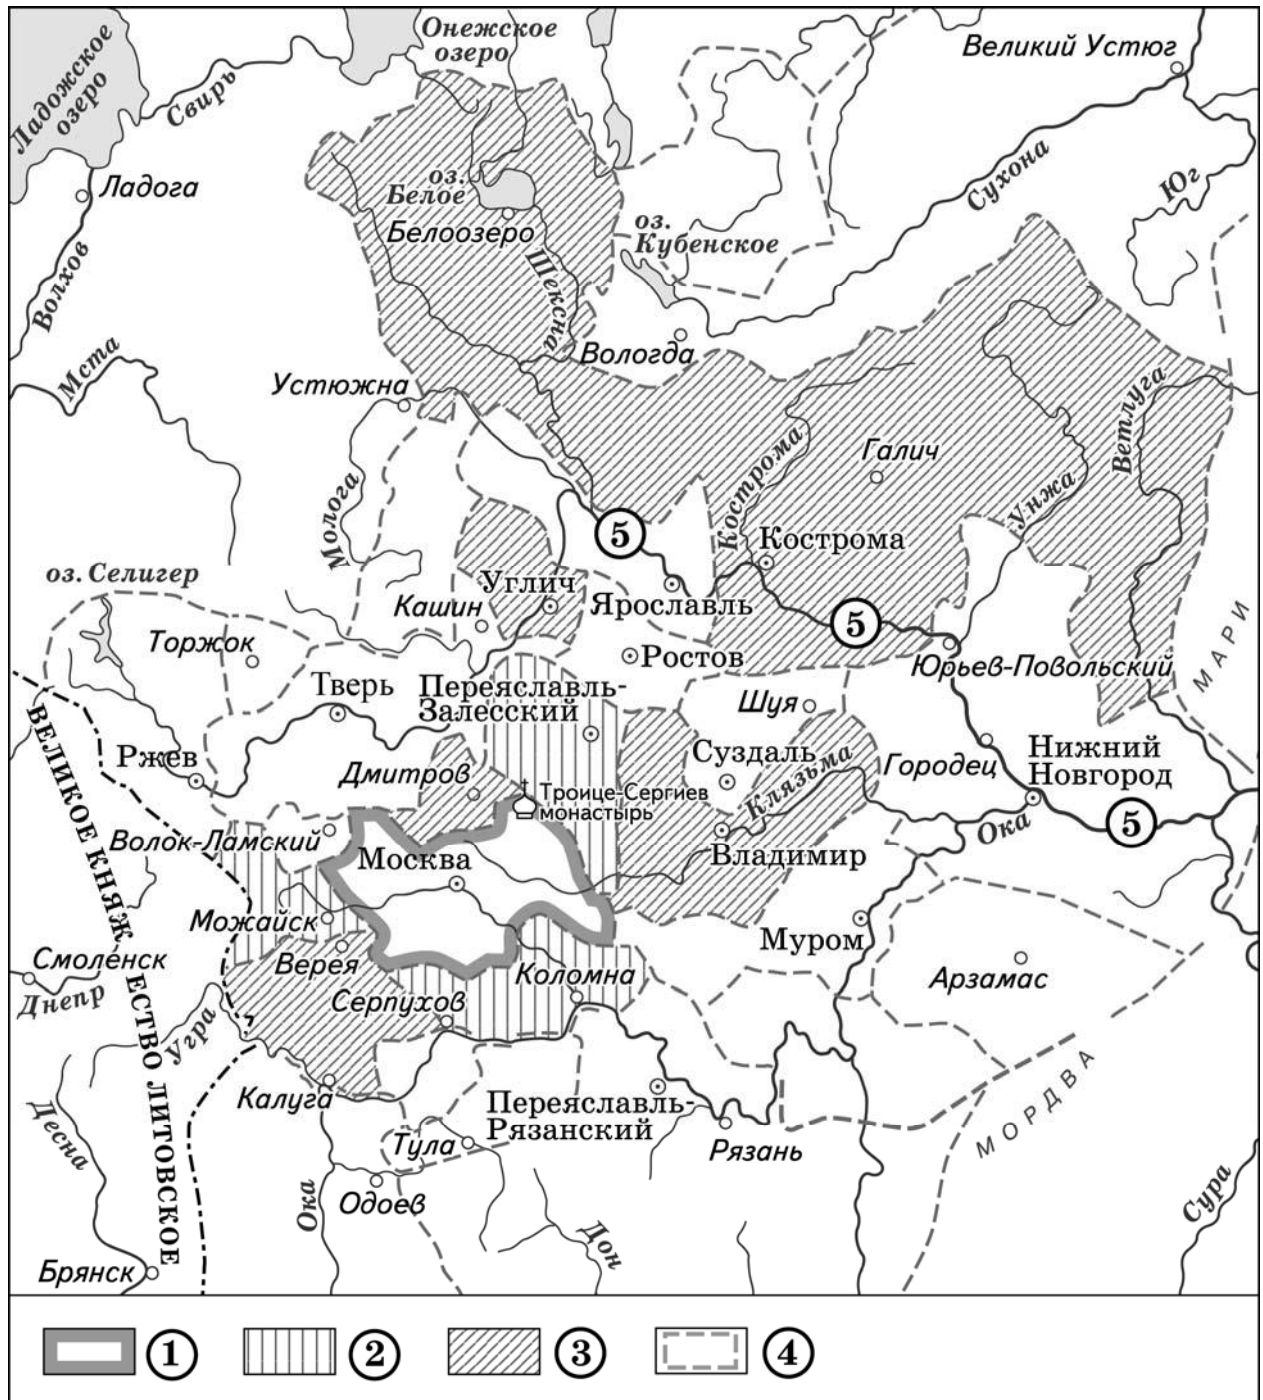 Онежское
озеро
Великий Устюг
Ладожское
озеро
Свирь
Ладога
оз.
Белое
Белоозеро
Сухона
Юг
оз.
Кубенское
Волхов
Шексна
Вологда
Мста
Устюжна
Ветлуга
Кострома
Галич
Унжа
Молога
5
Кострома
оз. Селигер
Углич
Кашин
Ярославль
5
Торжок
Ростов
Юрьев-Повольский
МАРИ
Тверь
Переяславль-
Залесский
Шуя
Ржев
Суздаль
Клязьма
Городец
Нижний
Новгород
Дмитров
Троице-Сергиев
монастырь
5
Ока
Волок-Ламский
Москва
Владимир
Можайск
Муром
Верея
Смоленск
Днепр
Коломна
Арзамас
Серпухов
Угра
Калуга
Переяславль-
Рязанский
МОРДВА
Десна
Тула
Рязань
Одоев
Ока
Дон
Сура
Брянск
ВЕЛИКОЕ КНЯЖЕСТВО ЛИТОВСКОЕ
1
2
3
4